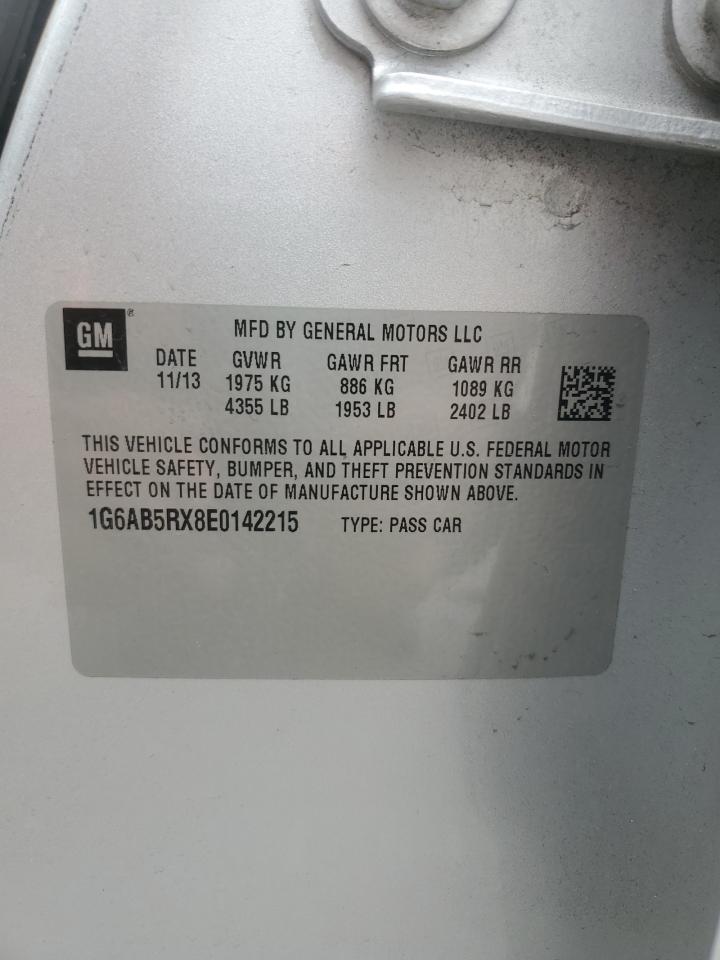 GM®
MFD BY GENERAL MOTORS LLC
DATE GVWR GAWR FRT GAWR RR
11/13 1975 KG 886 KG 1089 KG
4355 LB 1953 LB 2402 LB
THIS VEHICLE CONFORMS TO ALL APPLICABLE U.S. FEDERAL MOTOR
VEHICLE SAFETY, BUMPER, AND THEFT PREVENTION STANDARDS IN
EFFECT ON THE DATE OF MANUFACTURE SHOWN ABOVE.
1G6AB5RX8E0142215 TYPE: PASS CAR